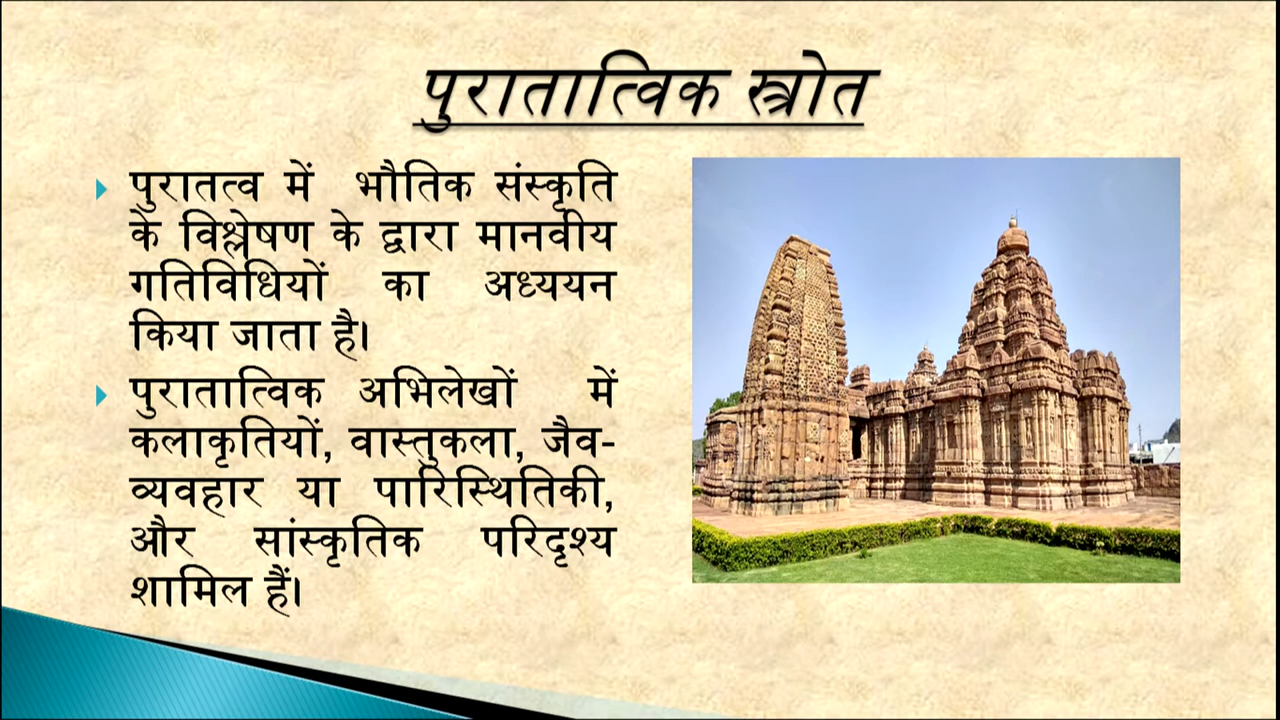 पुरातात्विक स्त्रोत
पुरातत्व में भौतिक संस्कृति
के विश्लेषण के द्वारा मानवीय
गतिविधियों का अध्ययन
किया जाता है।
पुरातात्विक अभिलेखों में
कलाकृतियों, वास्तुकला, जैव-
व्यवहार या पारिस्थितिकी,
और सांस्कृतिक परिदृश्य
शामिल हैं।